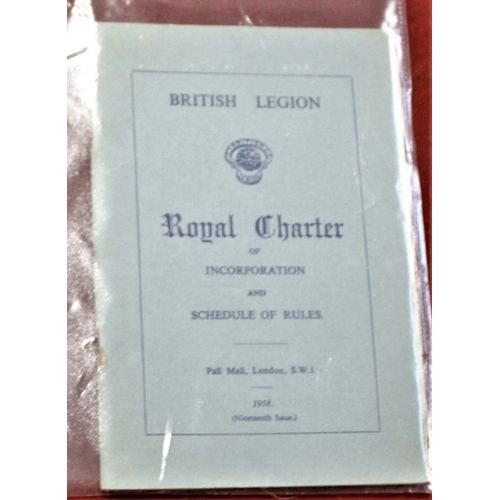 BRITISH LEGION
Royal Charter
OF
INCORPORATION
AND
SCHEDULE OF RULES.
Pall Mall, London, S.W.1.
1958.
(Nineteenth Issue.)